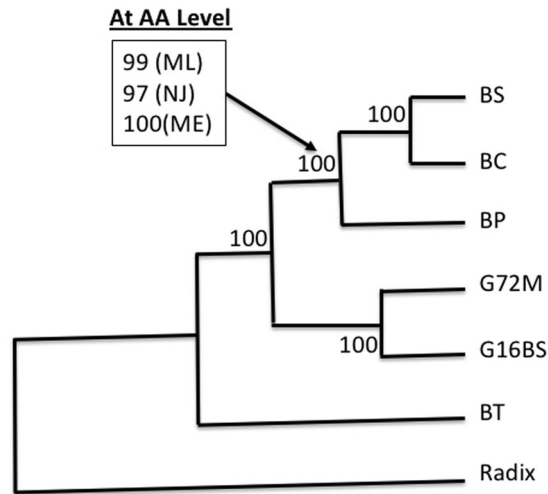 At AA Level
99 (ML)
97 (NJ)
100(ME)
100
BS
100
BC
BP
100
G72M
100
G16BS
BT
Radix